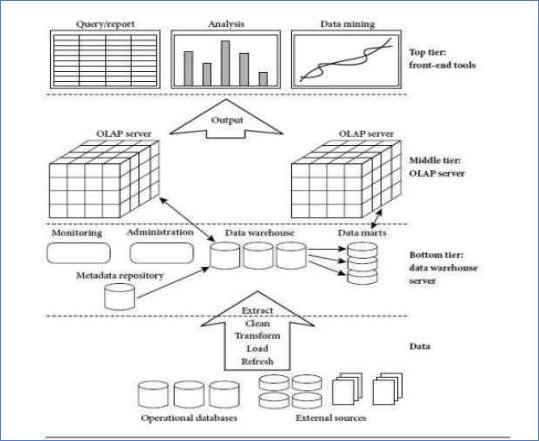 Query/report
Analysis
Data mining
Top tier:
front-end tools
Output
OLAP server
OLAP server
Middle tier:
OLAP server
Monitoring
Administration
Data warehouse
Data marts
Metadata repository
Bottom tier:
data warehouse
server
Extract
Clean
Transform
Load
Refresh
Data
Operational databases
External sources